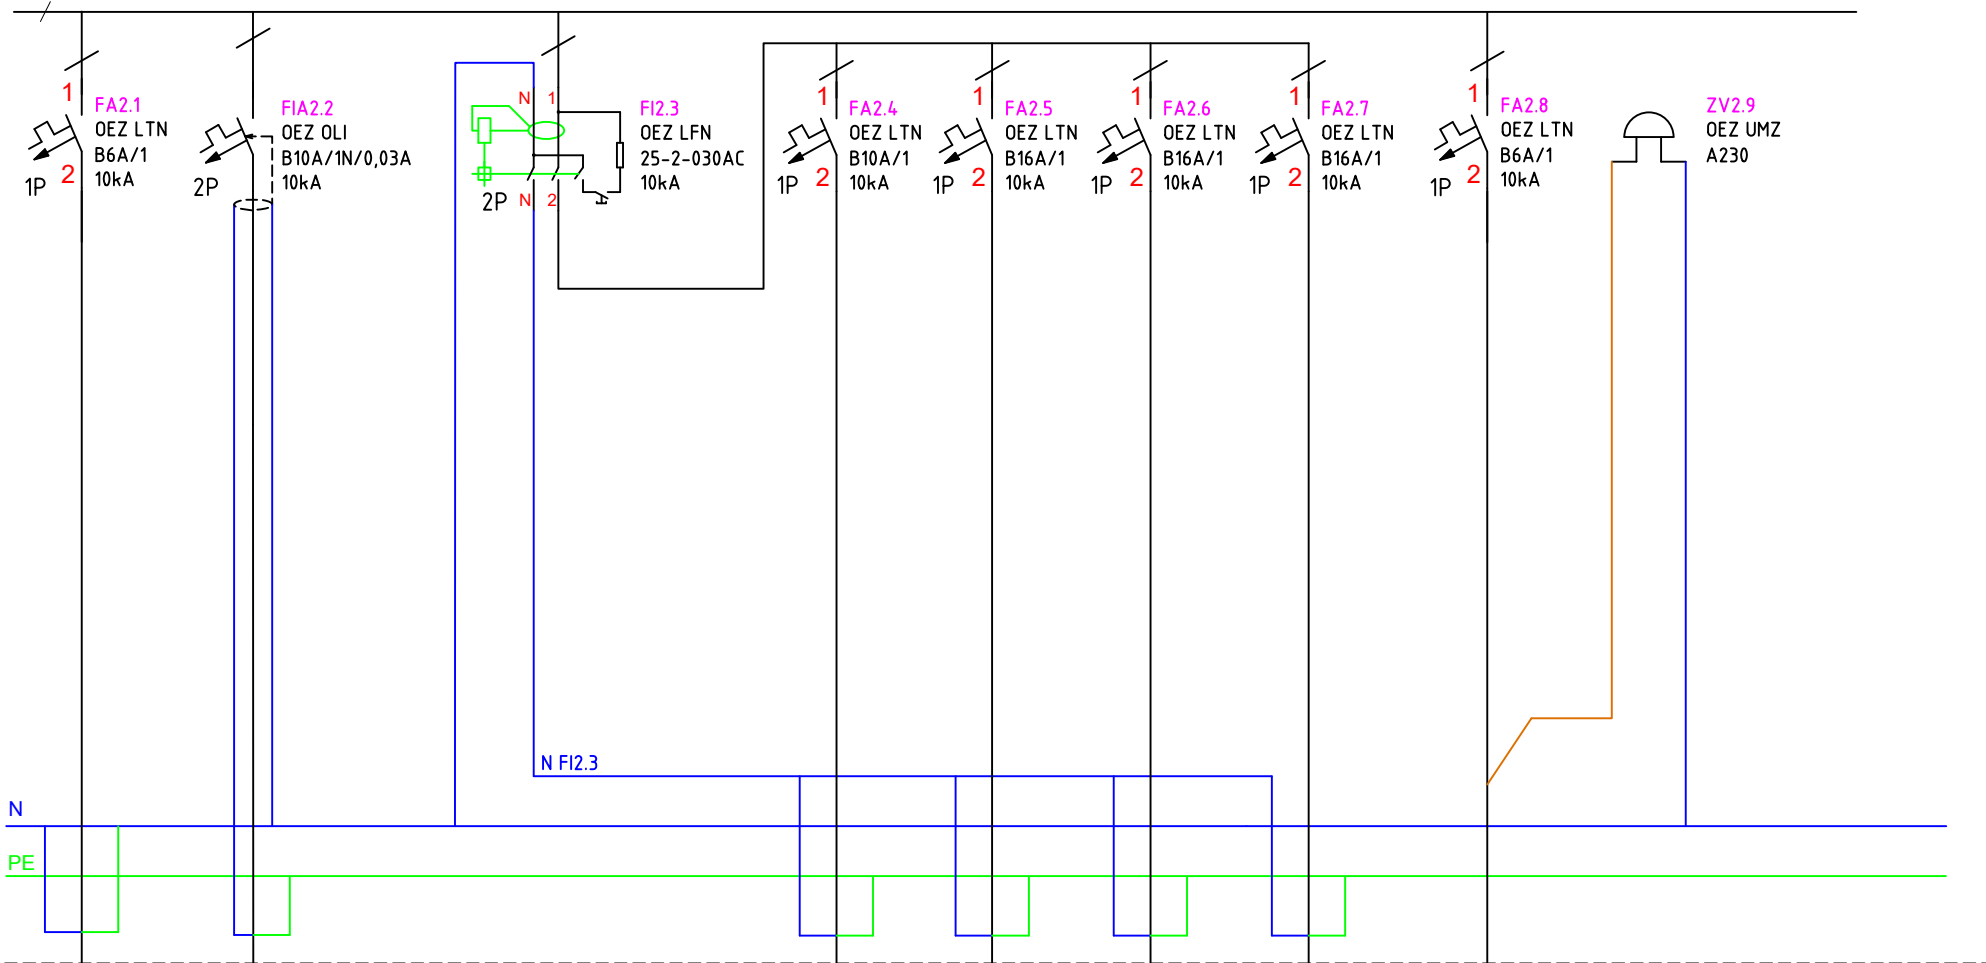 1
FA2.1
OEZ LTN
B6A/1
10kA
1P
2
FIA2.2
OEZ OLI
B10A/1N/0,03A
10kA
2P
N 1
FI2.3
OEZ LFN
25-2-030AC
10kA
2P
N 2
1
FA2.4
OEZ LTN
B10A/1
10kA
1P
2
1
FA2.5
OEZ LTN
B16A/1
10kA
1P
2
1
FA2.6
OEZ LTN
B16A/1
10kA
1P
2
1
FA2.7
OEZ LTN
B16A/1
10kA
1P
2
1
FA2.8
OEZ LTN
B6A/1
10kA
1P
2
ZV2.9
OEZ UMZ
A230
N FI2.3
N
PE